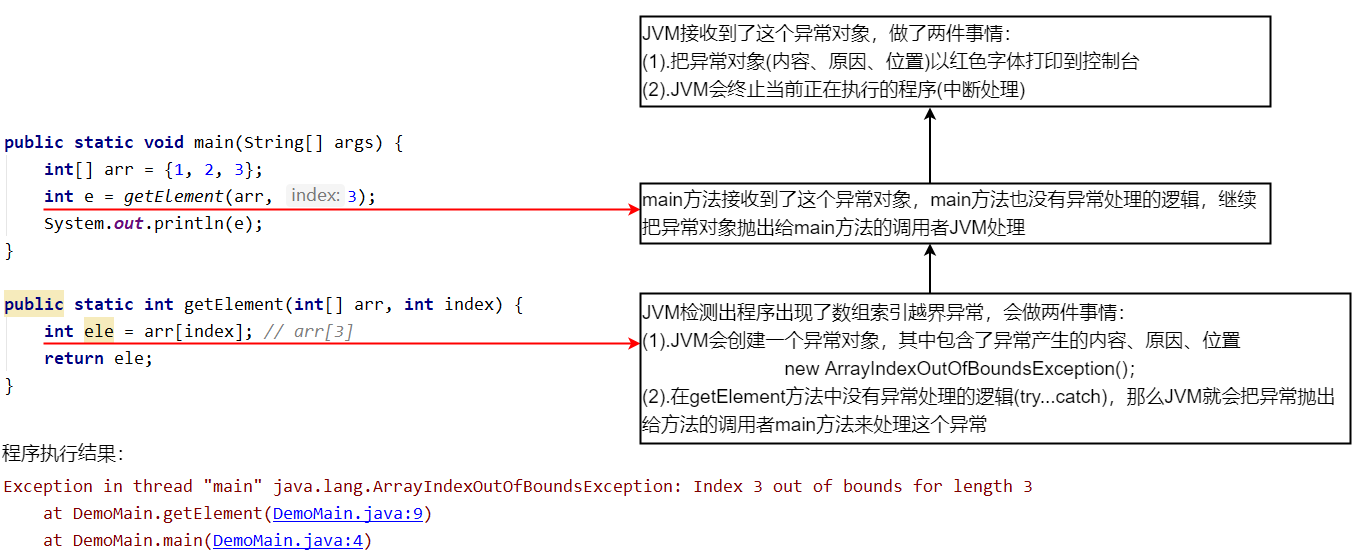 JVM接收到了这个异常对象，做了两件事情：
(1).把异常对象(内容、原因、位置)以红色字体打印到控制台
(2).JVM会终止当前正在执行的程序(中断处理)
public static void main(String[] args) {
int[] arr = {1, 2, 3};
int e = getElement(arr, index: 3);
System.out.println(e);
}
main方法接收到了这个异常对象，main方法也没有异常处理的逻辑，继续
把异常对象抛出给main方法的调用者JVM处理
public static int getElement(int[] arr, int index) {
int ele = arr[index]; // arr[3]
return ele;
}
JVM检测出程序出现了数组索引越界异常，会做两件事情：
(1).JVM会创建一个异常对象，其中包含了异常产生的内容、原因、位置
new ArrayIndexOutOfBoundsException();
(2).在getElement方法中没有异常处理的逻辑(try...catch)，那么JVM就会把异常抛出
给方法的调用者main方法来处理这个异常
程序执行结果：
Exception in thread "main" java.lang.ArrayIndexOutOfBoundsException: Index 3 out of bounds for length 3
at DemoMain.getElement(DemoMain.java:9)
at DemoMain.main(DemoMain.java:4)